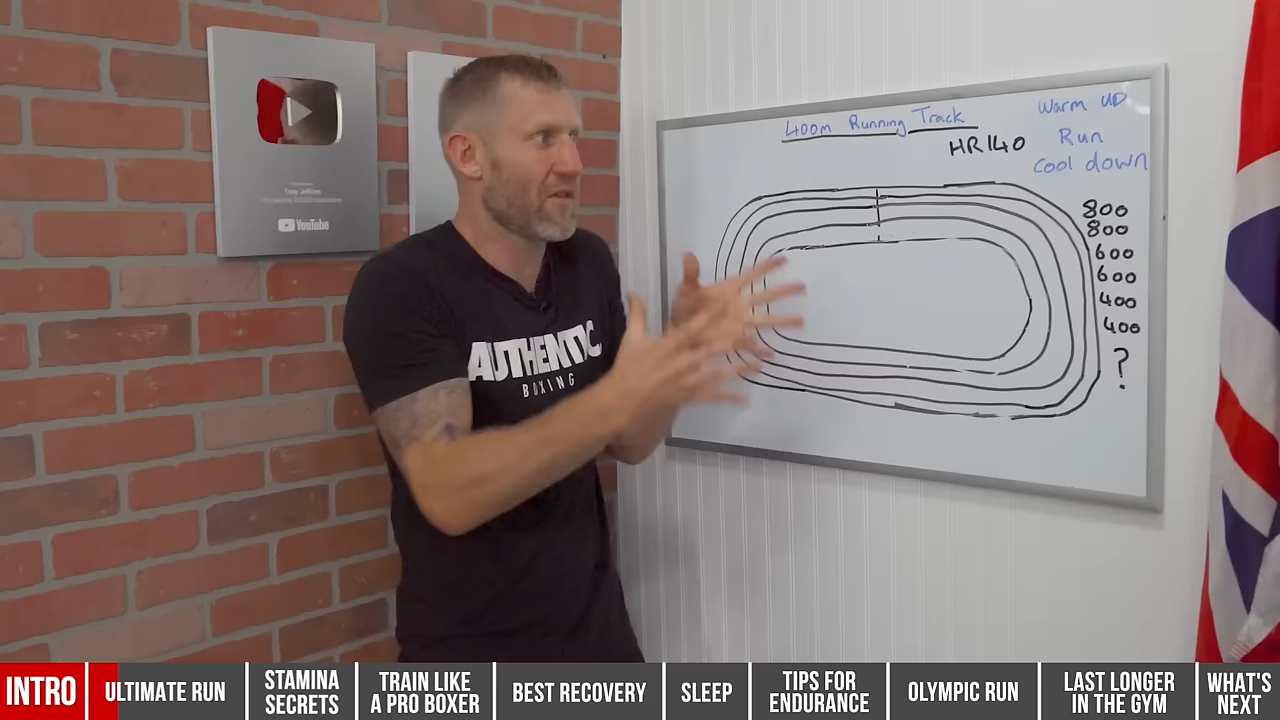 YouTube
AUTHENTIC
BOXING
400m Running Track
HR 140
Warm UP
Run
Cool down
800
800
600
600
400
400
?
INTRO
ULTIMATE RUN
STAMINA
SECRETS
TRAIN LIKE
A PRO BOXER
BEST RECOVERY
SLEEP
TIPS FOR
ENDURANCE
OLYMPIC RUN
LAST LONGER
IN THE GYM
WHAT'S
NEXT